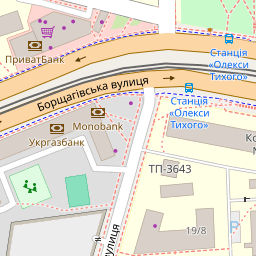 ПриватБанк
Станція
«Олекси
Тихого»
Борщагівська вулиця
Станція
«Олекси
Тихого»
Monobank
Укргазбанк
ТП-3643
19/8
вулиця